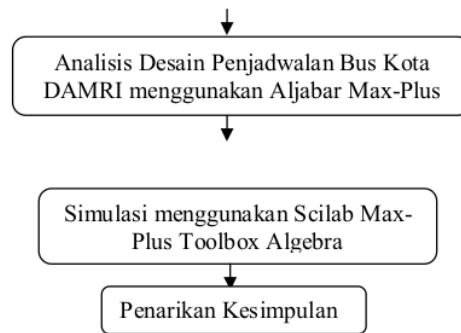 Analisis Desain Penjadwalan Bus Kota
DAMRI menggunakan Aljabar Max-Plus
Simulasi menggunakan Scilab Max-
Plus Toolbox Algebra
Penarikan Kesimpulan